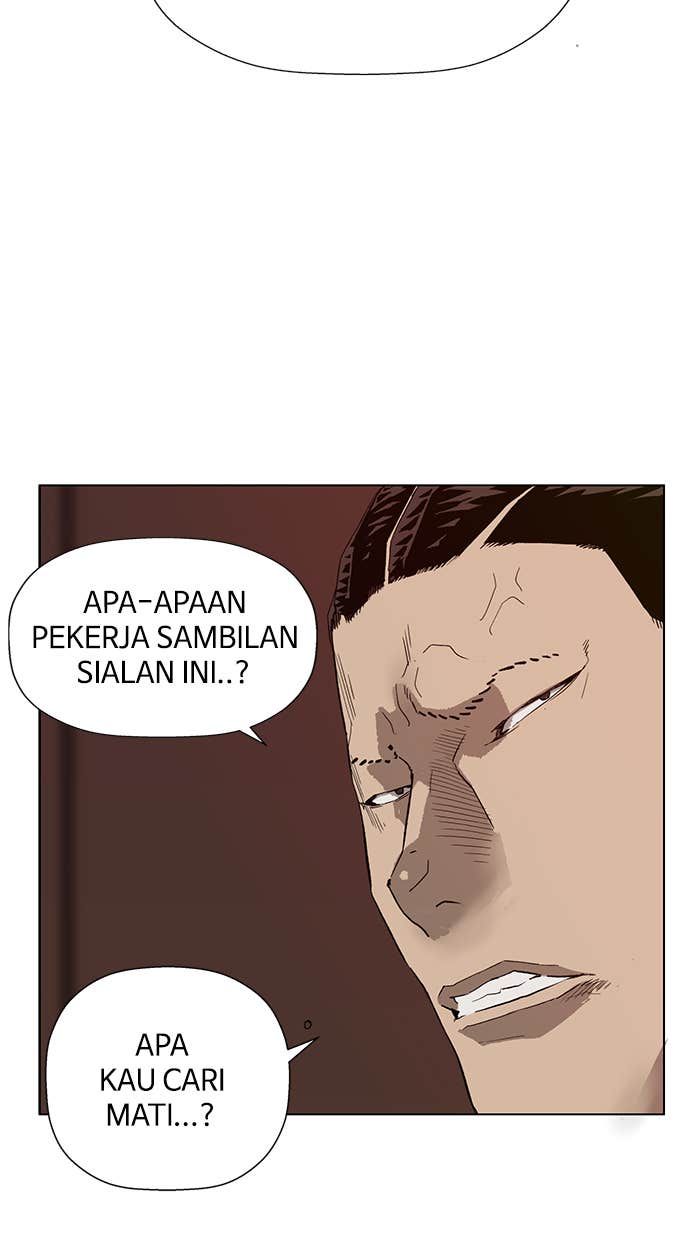 APA-APAAN
PEKERJA SAMBILAN
SIALAN INI..?
APA
KAU CARI
MATI...?